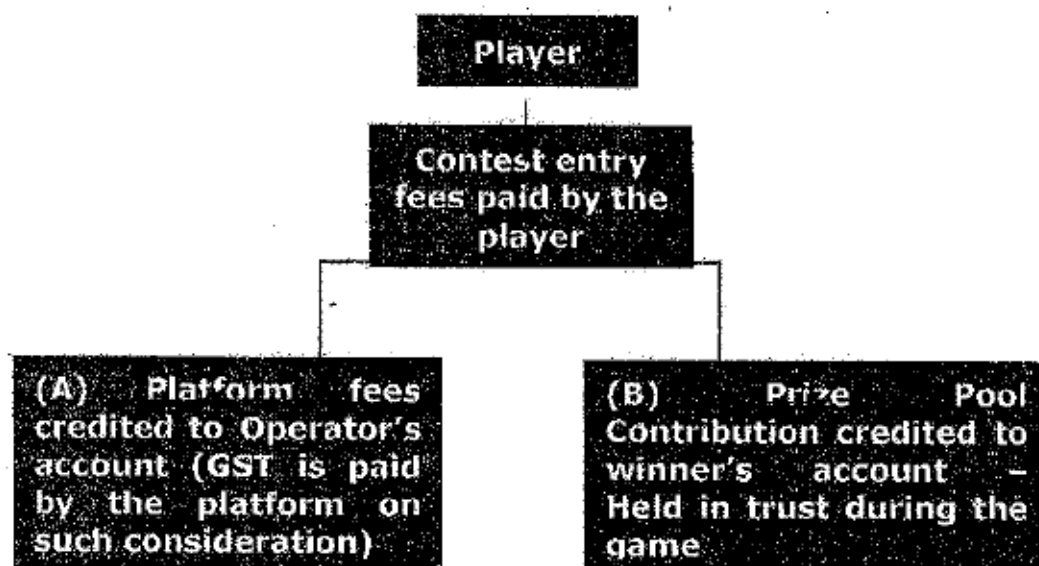 Player
Contest entry
fees paid by the
player
(A) Platform fees
credited to Operator's
account (GST is paid
by the platform on
such consideration)
(B) Prize Pool
Contribution credited to
winner's account –
Held in trust during the
game